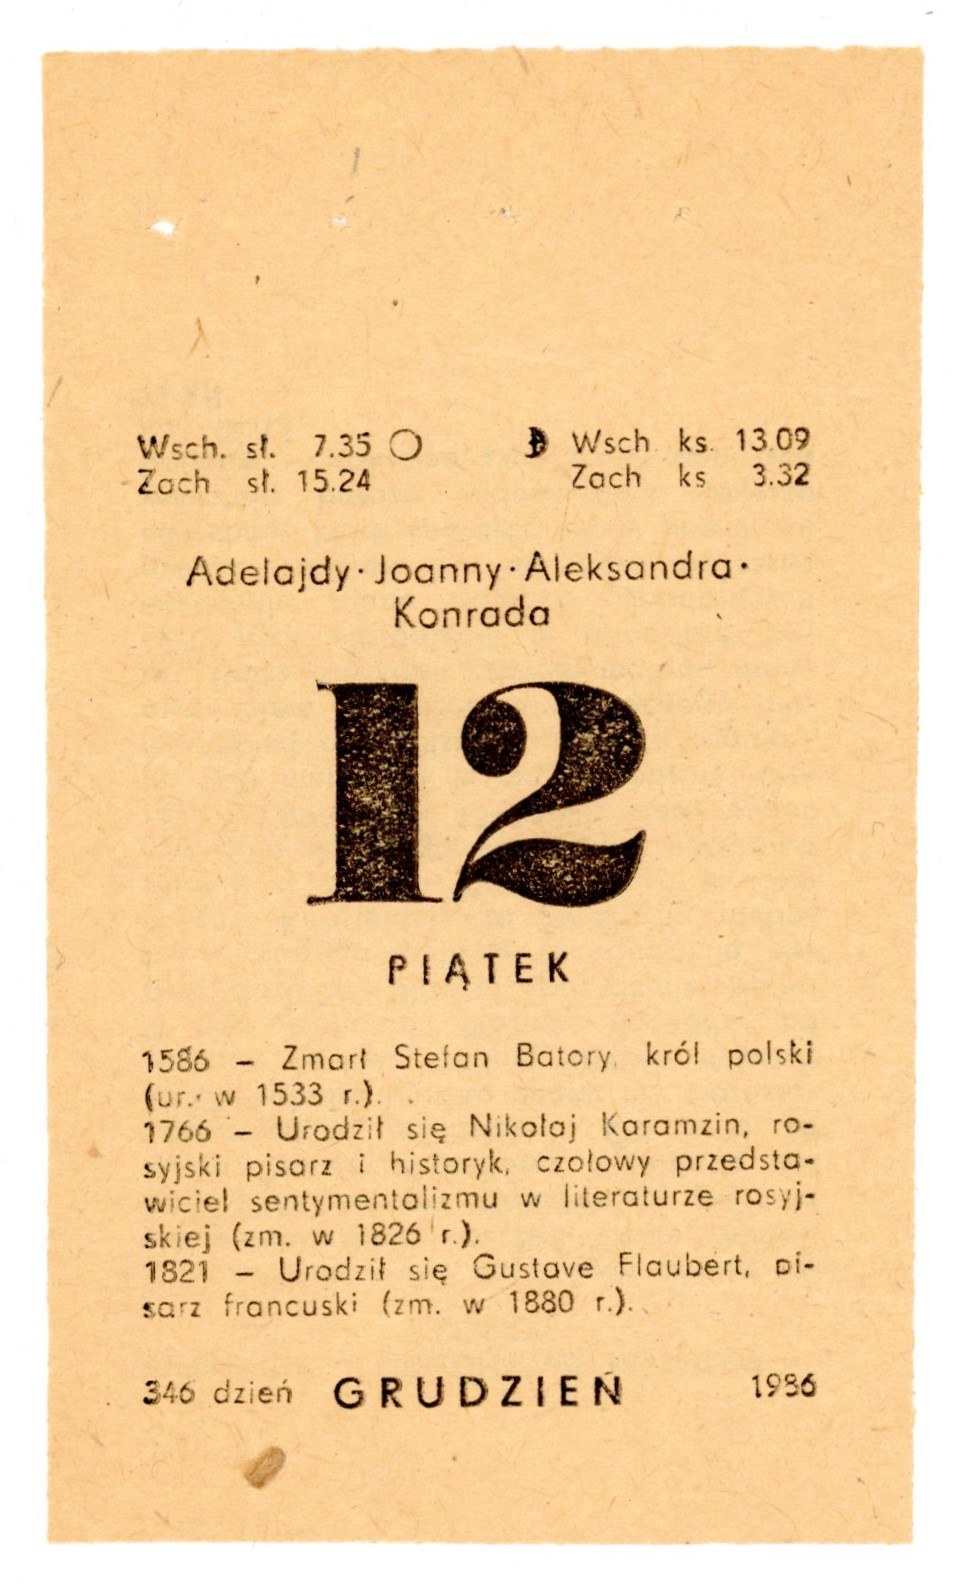 Wsch. sł. 7.35 Wsch ks. 13.09
Zach sł. 15.24 Zach ks 3.32
Adelajdy · Joanny · Aleksandra ·
Konrada
12
PIĄTEK
1586 – Zmarł Stefan Batory, król polski
(ur. w 1533 r.).
1766 – Urodził się Nikołaj Karamzin, ro-
syjski pisarz i historyk, czołowy przedsta-
wiciel sentymentalizmu w literaturze rosyj-
skiej (zm. w 1826 r.).
1821 – Urodził się Gustave Flaubert, pi-
sarz francuski (zm. w 1880 r.).
346 dzień GRUDZIEŃ 1986